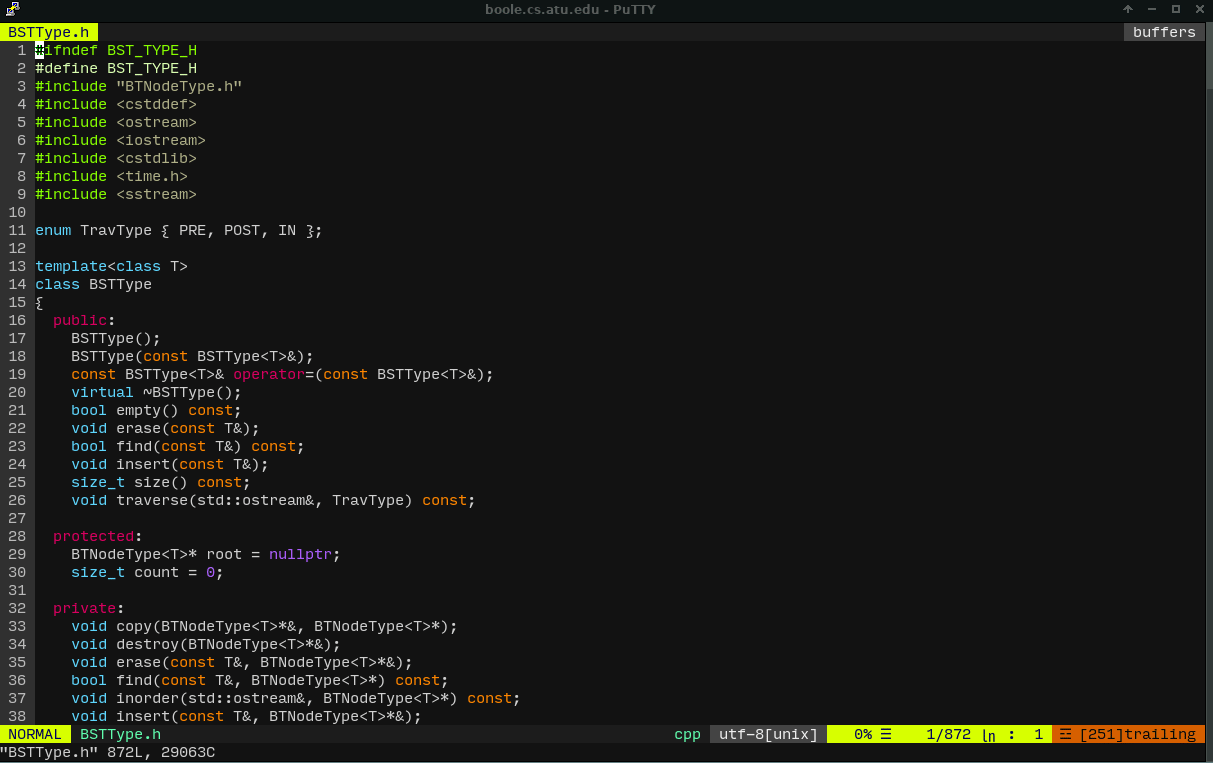 boole.cs.atu.edu - PuTTY
BSTType.h buffers
1 #ifndef BST_TYPE_H
2 #define BST_TYPE_H
3 #include "BTNodeType.h"
4 #include <cstddef>
5 #include <ostream>
6 #include <iostream>
7 #include <cstdlib>
8 #include <time.h>
9 #include <sstream>
10
11 enum TravType { PRE, POST, IN };
12
13 template<class T>
14 class BSTType
15 {
16   public:
17     BSTType();
18     BSTType(const BSTType<T>&);
19     const BSTType<T>& operator=(const BSTType<T>&);
20     virtual ~BSTType();
21     bool empty() const;
22     void erase(const T&);
23     bool find(const T&) const;
24     void insert(const T&);
25     size_t size() const;
26     void traverse(std::ostream&, TravType) const;
27
28   protected:
29     BTNodeType<T>* root = nullptr;
30     size_t count = 0;
31
32   private:
33     void copy(BTNodeType<T>*&, BTNodeType<T>*);
34     void destroy(BTNodeType<T>*&);
35     void erase(const T&, BTNodeType<T>*&);
36     bool find(const T&, BTNodeType<T>*) const;
37     void inorder(std::ostream&, BTNodeType<T>*) const;
38     void insert(const T&, BTNodeType<T>*&);
NORMAL BSTType.h cpp utf-8[unix] 0% ☰ 1/872 ㏑ : 1 ☲ [251]trailing
"BSTType.h" 872L, 29063C